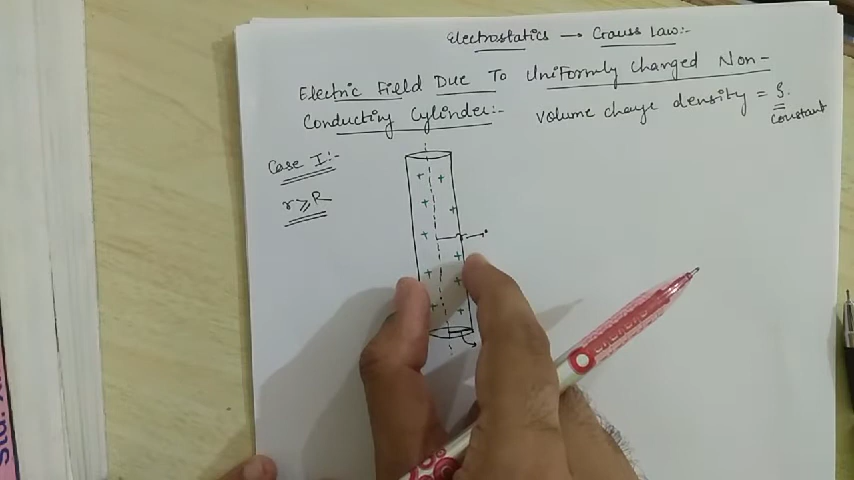 Electrostatics → Gauss Law:-
Electric Field Due To Uniformly Charged Non-
Conducting Cylinder:- Volume charge density = ρ.
constant
Case I:-
r ≥ R
+ +
+ +
+
+ +
+ +
+